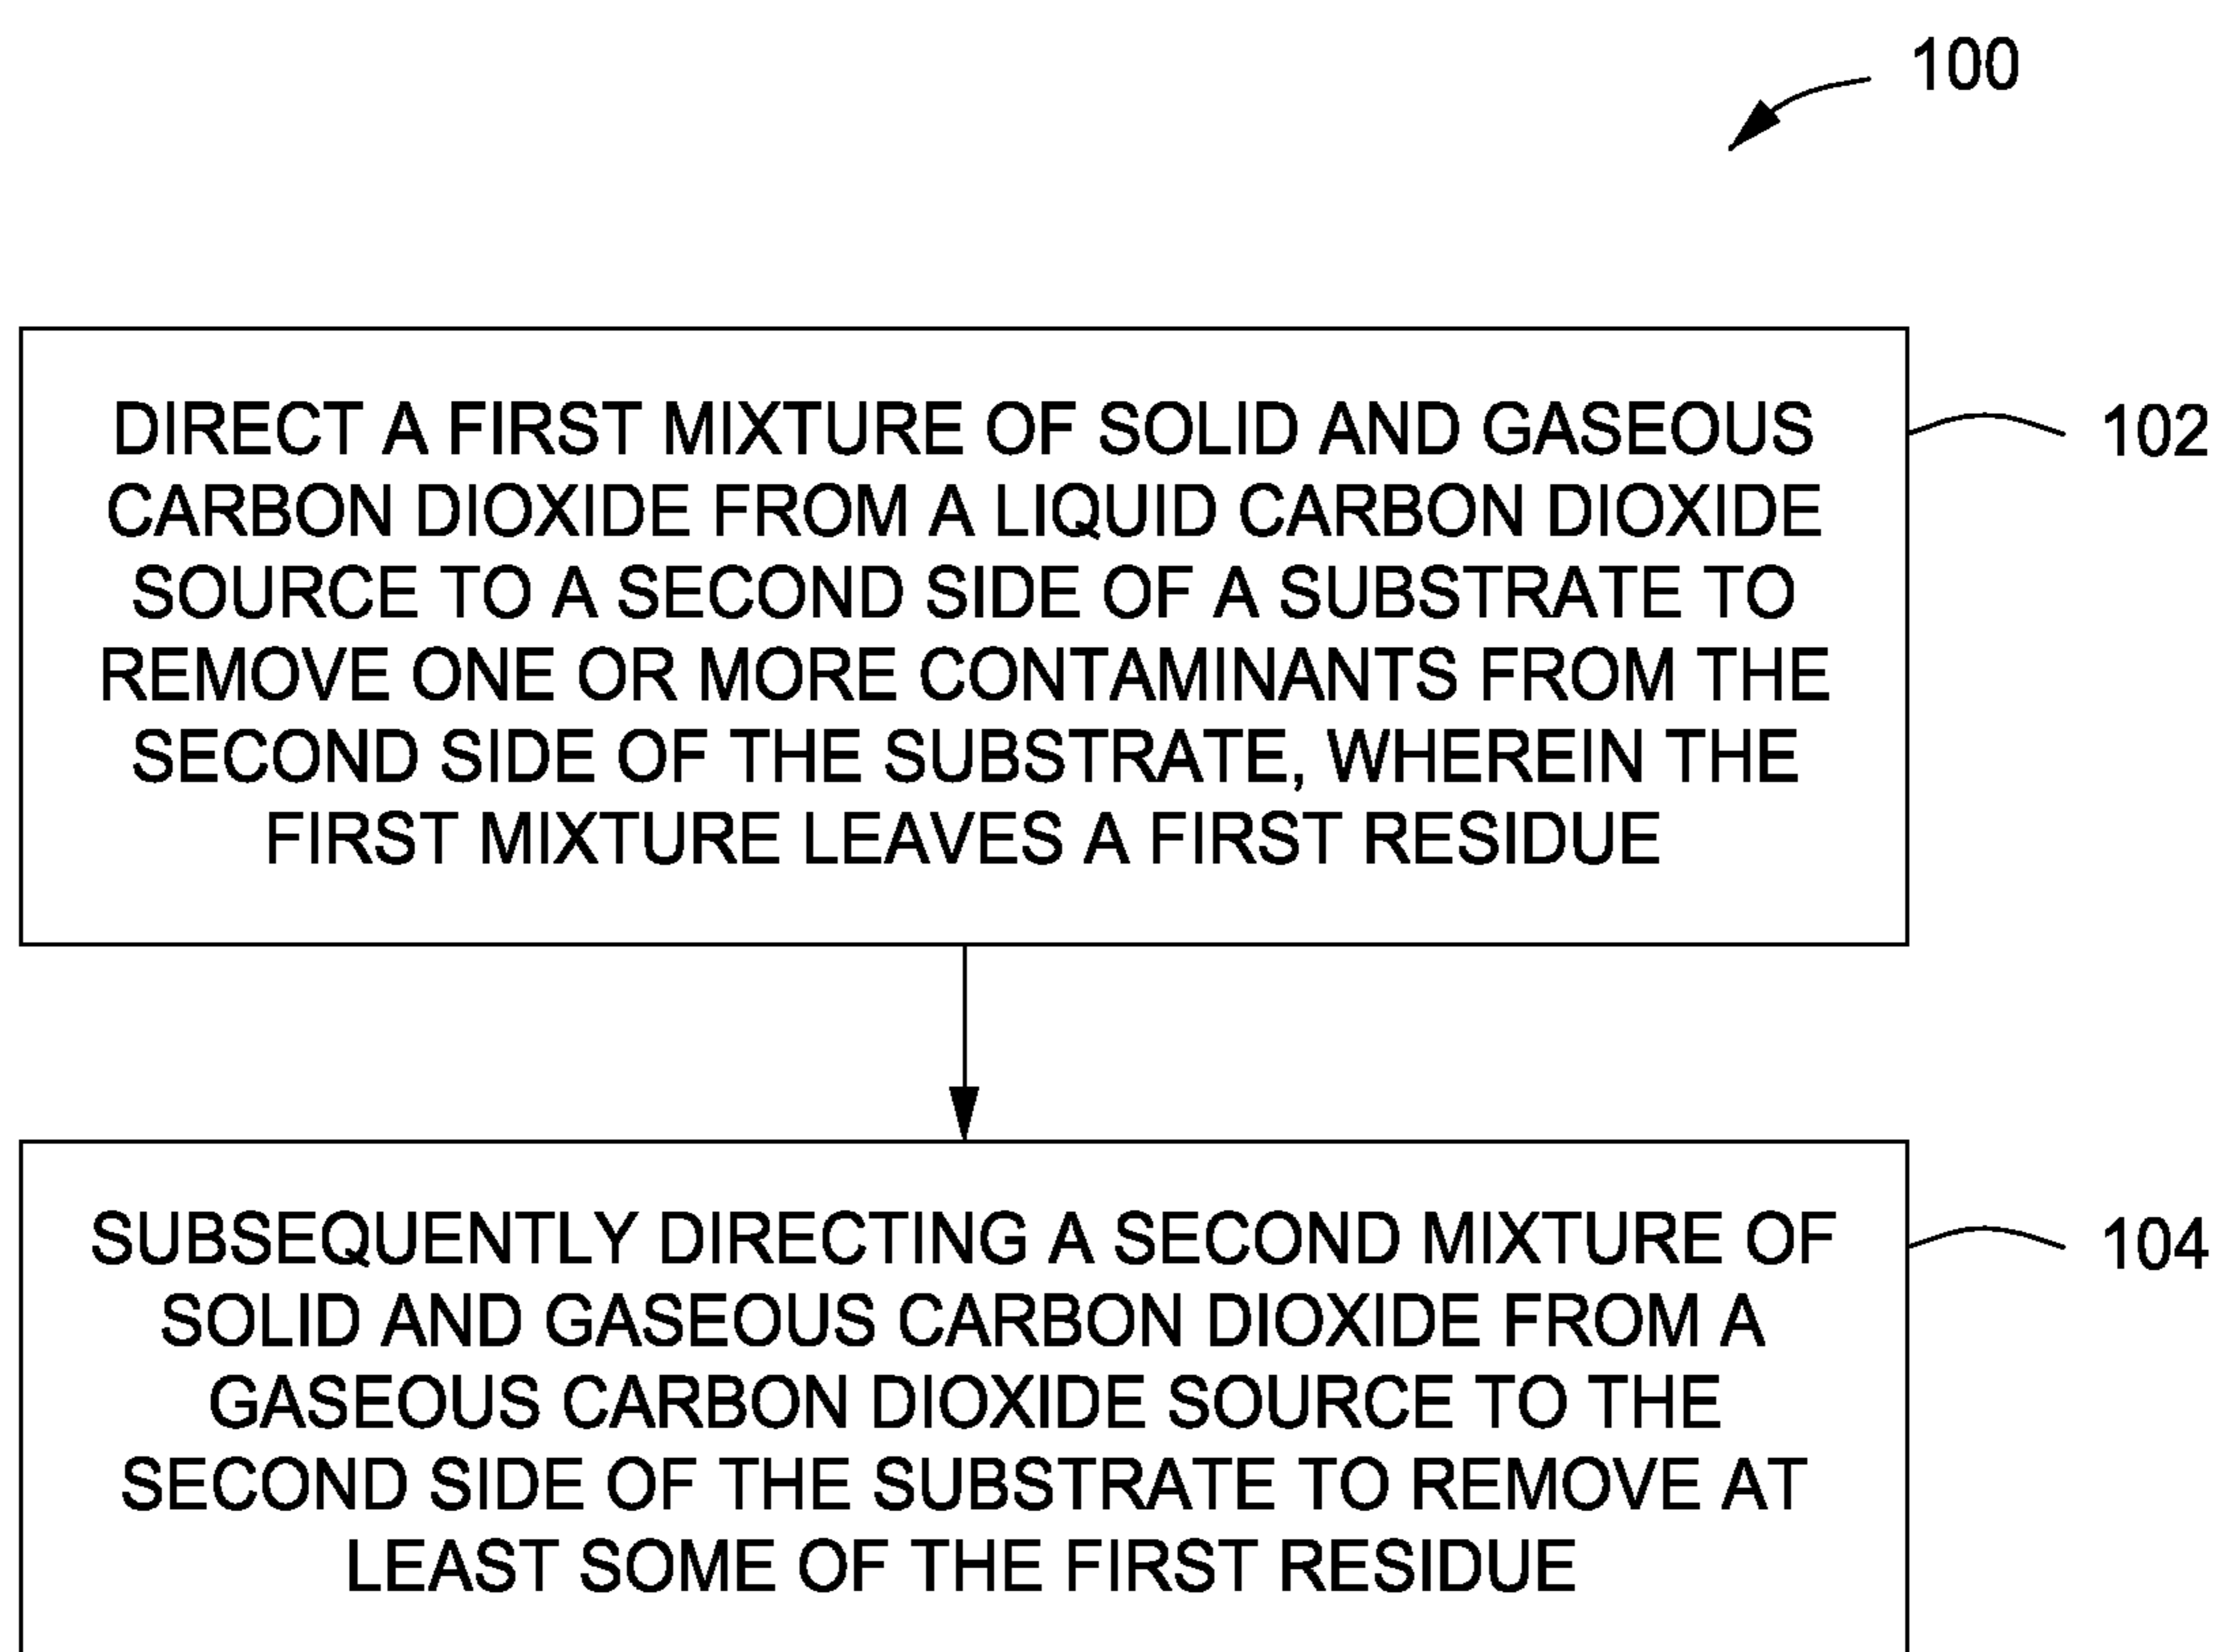 100
DIRECT A FIRST MIXTURE OF SOLID AND GASEOUS
CARBON DIOXIDE FROM A LIQUID CARBON DIOXIDE
SOURCE TO A SECOND SIDE OF A SUBSTRATE TO
REMOVE ONE OR MORE CONTAMINANTS FROM THE
SECOND SIDE OF THE SUBSTRATE, WHEREIN THE
FIRST MIXTURE LEAVES A FIRST RESIDUE
102
SUBSEQUENTLY DIRECTING A SECOND MIXTURE OF
SOLID AND GASEOUS CARBON DIOXIDE FROM A
GASEOUS CARBON DIOXIDE SOURCE TO THE
SECOND SIDE OF THE SUBSTRATE TO REMOVE AT
LEAST SOME OF THE FIRST RESIDUE
104